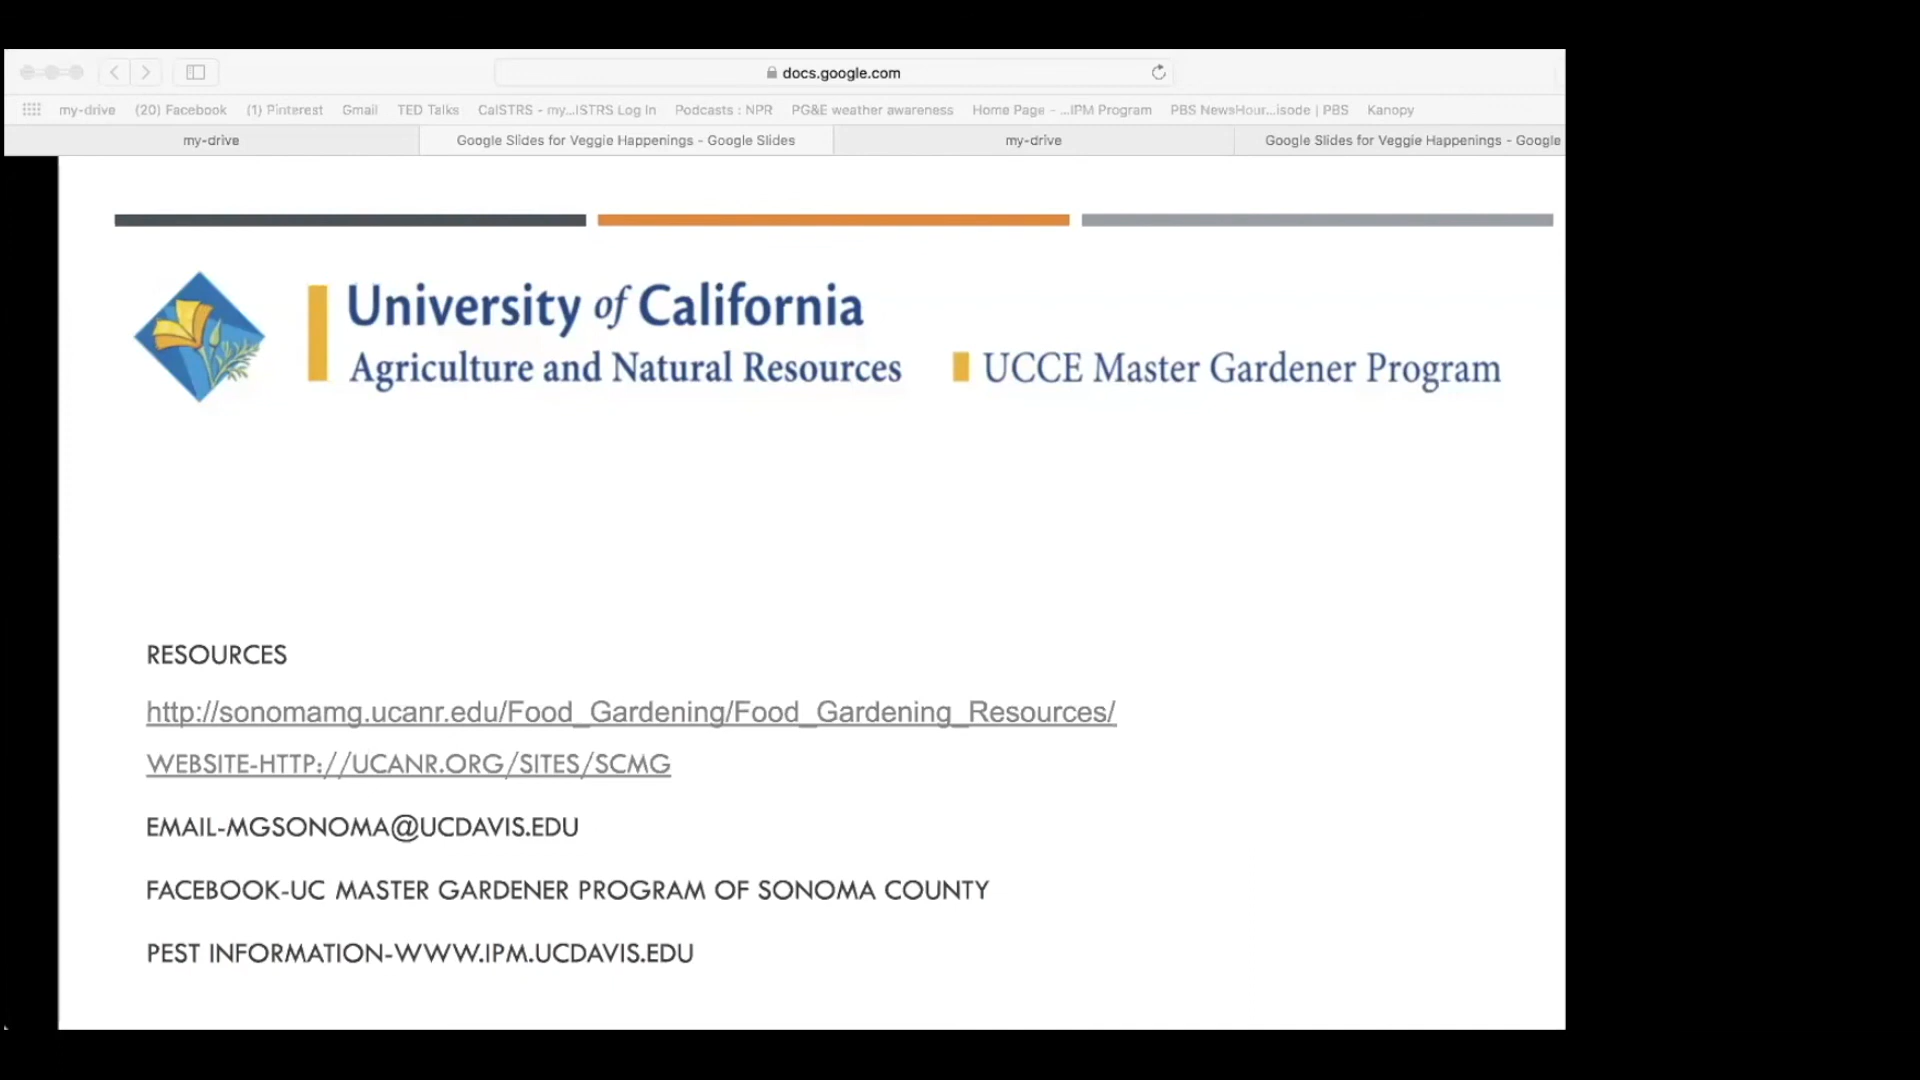 docs.google.com
my-drive (20) Facebook (1) Pinterest Gmail TED Talks CalSTRS - my...ISTRS Log In Podcasts : NPR PG&E weather awareness Home Page - ...IPM Program PBS NewsHour...isode | PBS Kanopy
my-drive Google Slides for Veggie Happenings - Google Slides my-drive Google Slides for Veggie Happenings - Google
University of California
Agriculture and Natural Resources UCCE Master Gardener Program
RESOURCES
http://sonomamg.ucanr.edu/Food_Gardening/Food_Gardening_Resources/
WEBSITE-HTTP://UCANR.ORG/SITES/SCMG
EMAIL-MGSONOMA@UCDAVIS.EDU
FACEBOOK-UC MASTER GARDENER PROGRAM OF SONOMA COUNTY
PEST INFORMATION-WWW.IPM.UCDAVIS.EDU